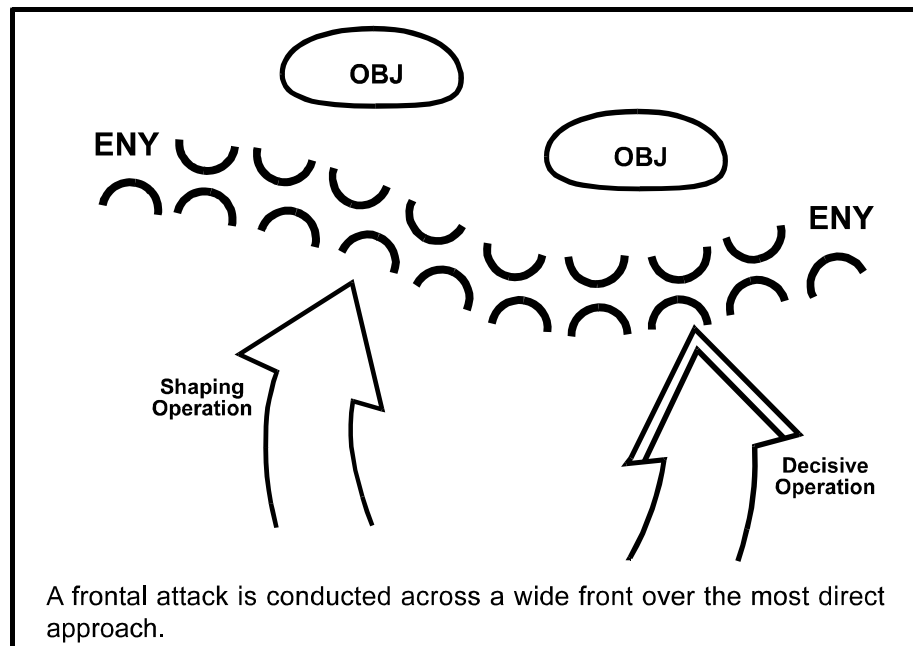 OBJ
OBJ
ENY
ENY
Shaping
Operation
Decisive
Operation
A frontal attack is conducted across a wide front over the most direct
approach.